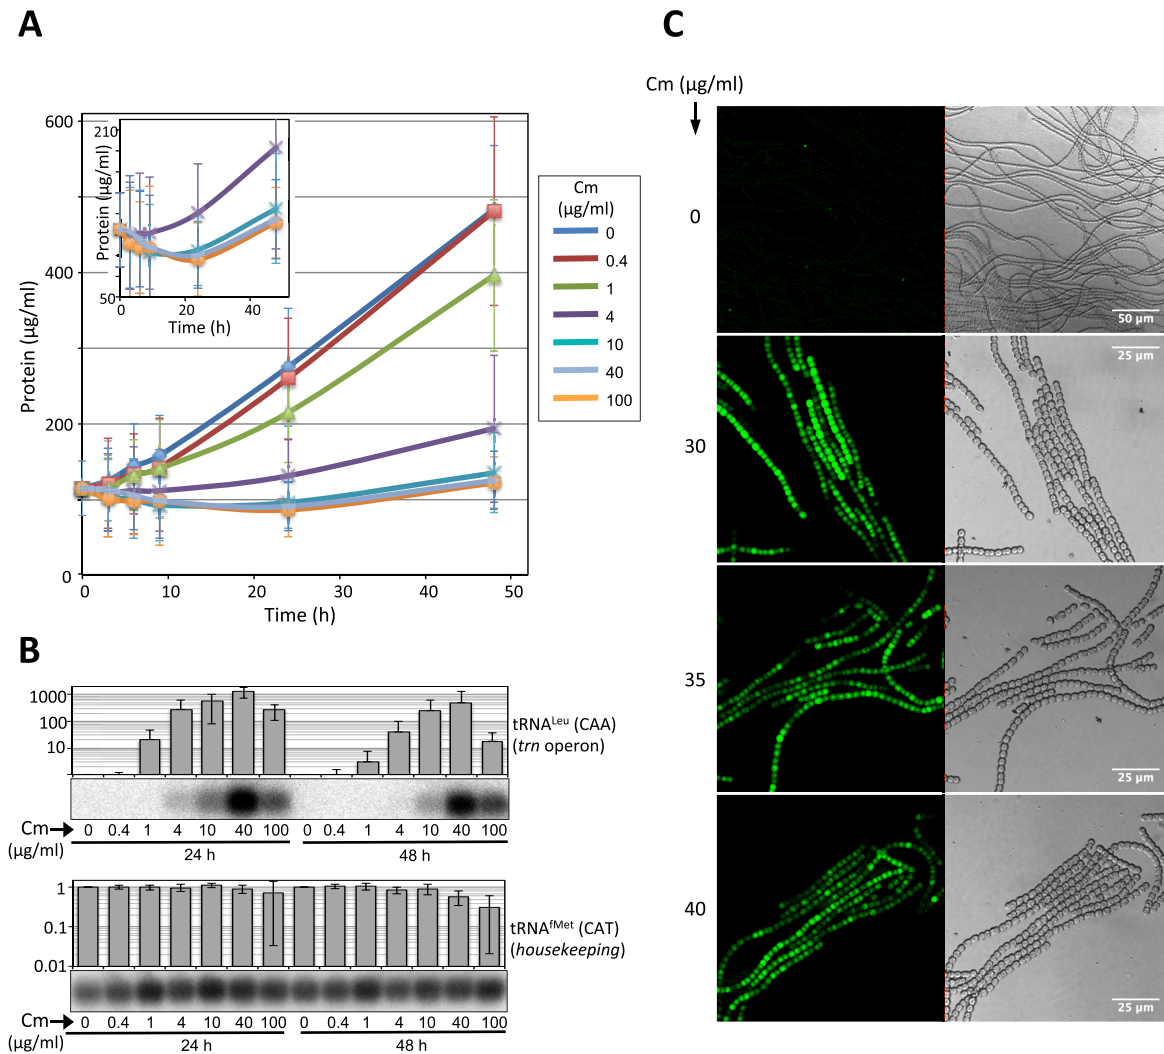 A
600
400
200
0
Protein (µg/ml)
0
10
20
30
40
50
Time (h)
210
50
Protein (µg/ml)
0
20
40
Time (h)
Cm
(µg/ml)
0
0.4
1
4
10
40
100
B
1000
100
10
tRNALeu (CAA)
(trn operon)
Cm
(µg/ml)
0 0.4 1 4 10 40 100 0 0.4 1 4 10 40 100
24 h 48 h
1
0.1
0.01
tRNAfMet (CAT)
(housekeeping)
Cm
(µg/ml)
0 0.4 1 4 10 40 100 0 0.4 1 4 10 40 100
24 h 48 h
C
Cm (µg/ml)
0
50 µm
30
25 µm
35
25 µm
40
25 µm